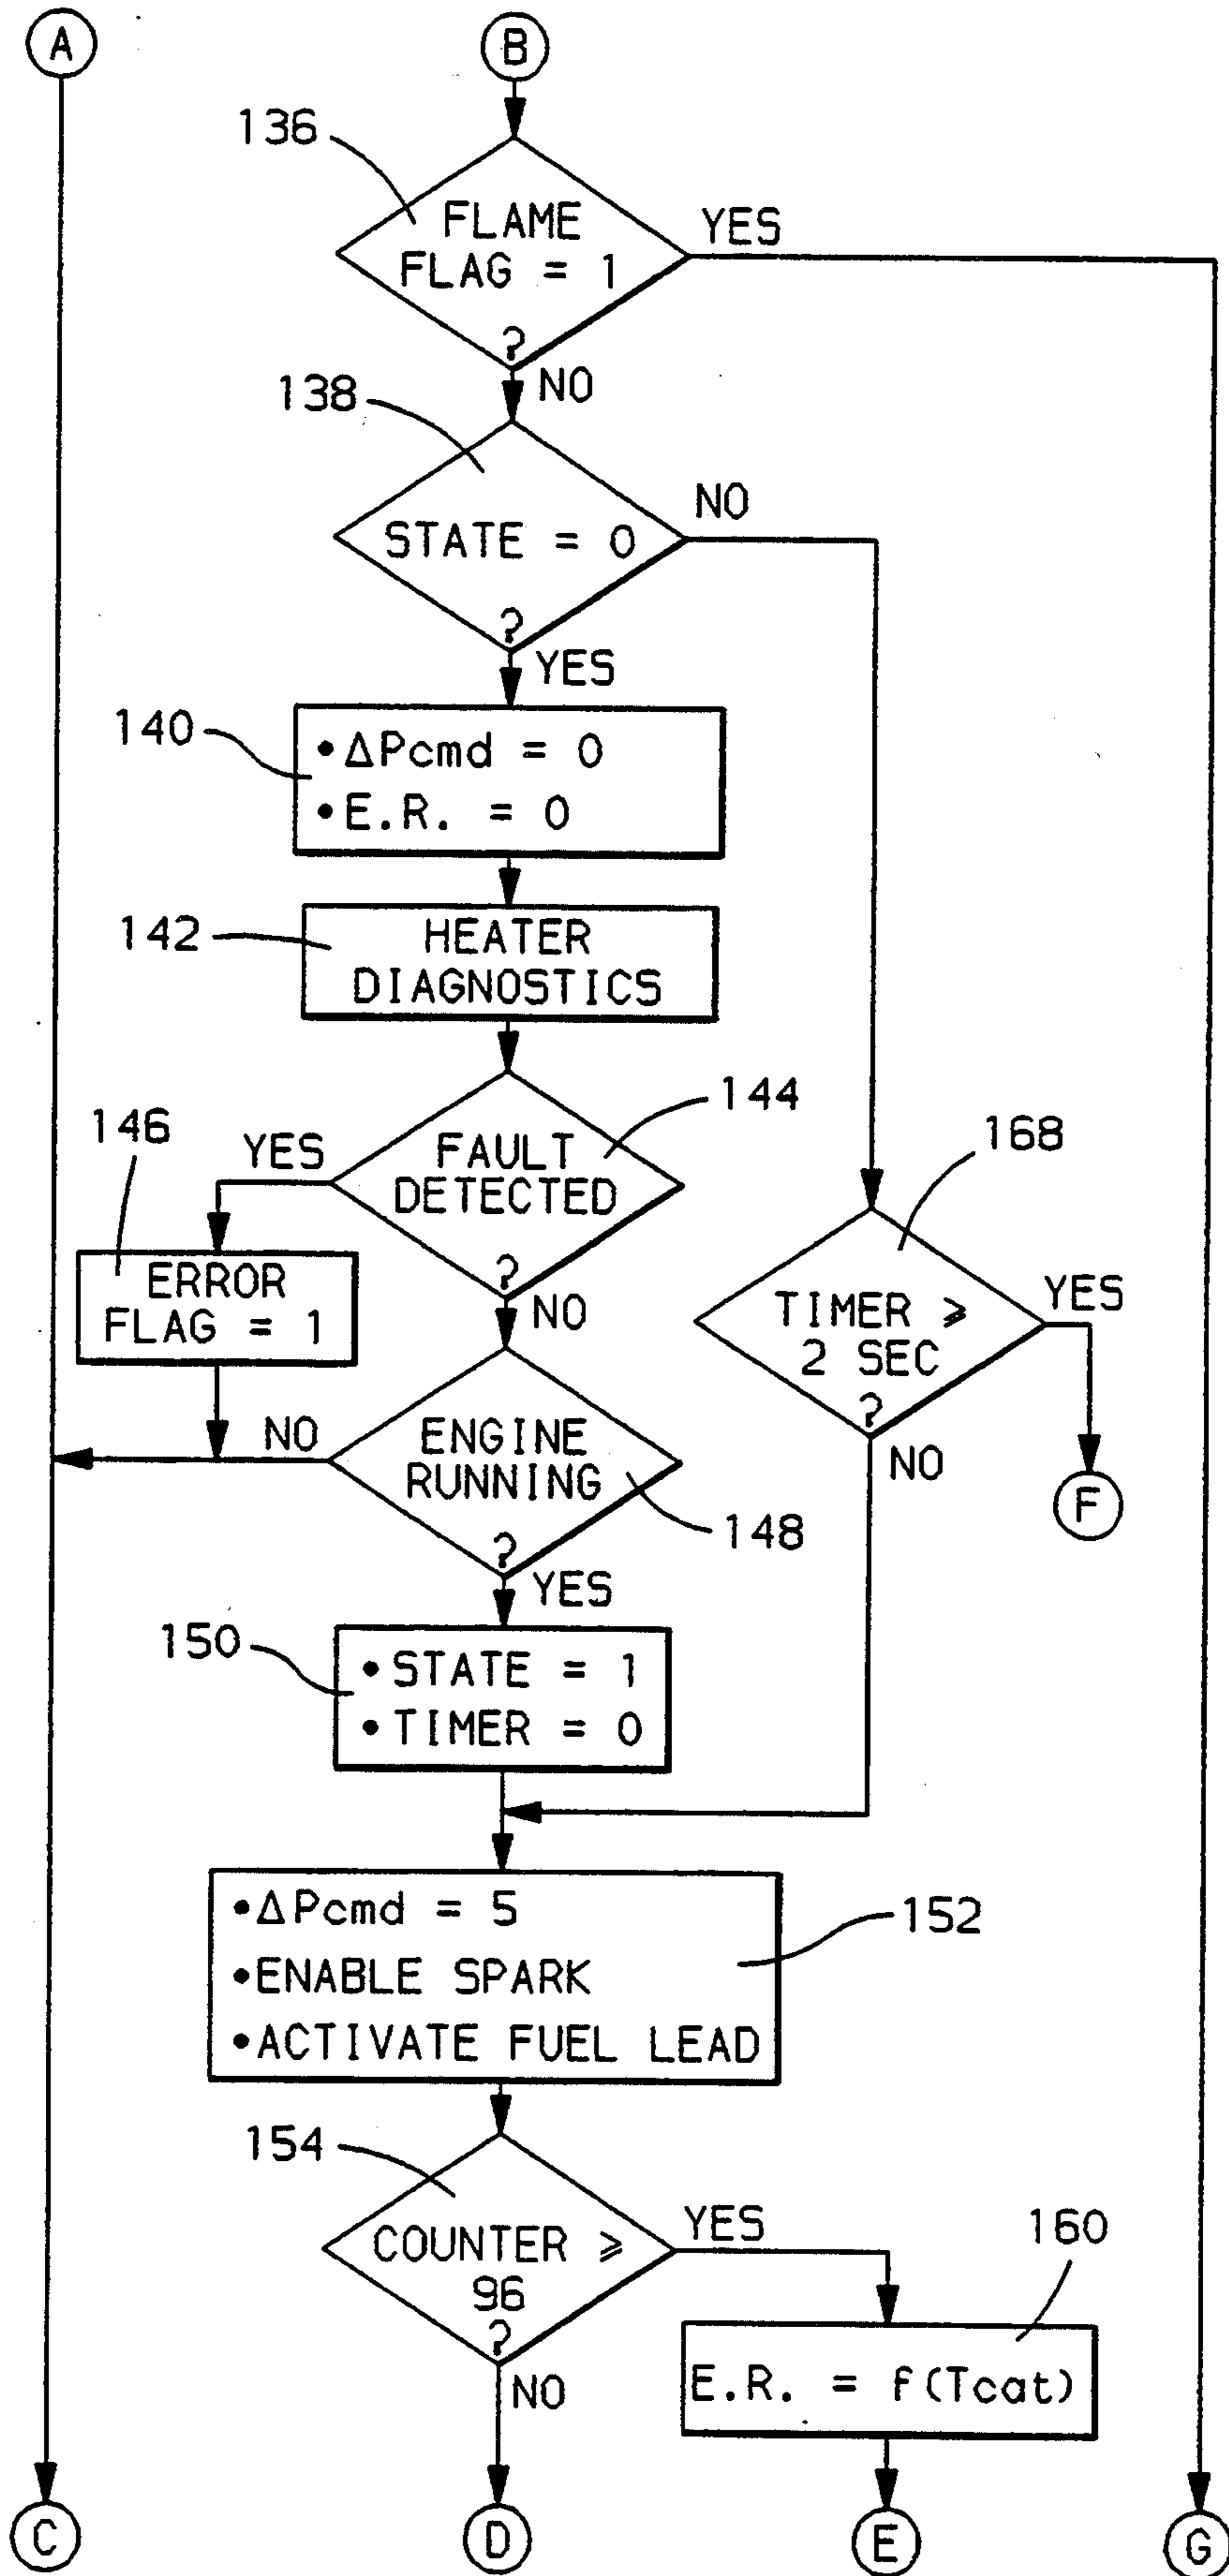 A
B
136
FLAME
FLAG = 1
?
YES
NO
138
STATE = 0
?
NO
YES
140
•ΔPcmd = 0
•E.R. = 0
142
HEATER
DIAGNOSTICS
144
FAULT
DETECTED
?
YES
NO
146
ERROR
FLAG = 1
168
TIMER ⩾
2 SEC
?
YES
NO
F
ENGINE
RUNNING
?
NO
148
YES
150
• STATE = 1
• TIMER = 0
•ΔPcmd = 5
•ENABLE SPARK
•ACTIVATE FUEL LEAD
152
154
COUNTER ⩾
96
?
YES
NO
160
E.R. = f(Tcat)
C
D
E
G